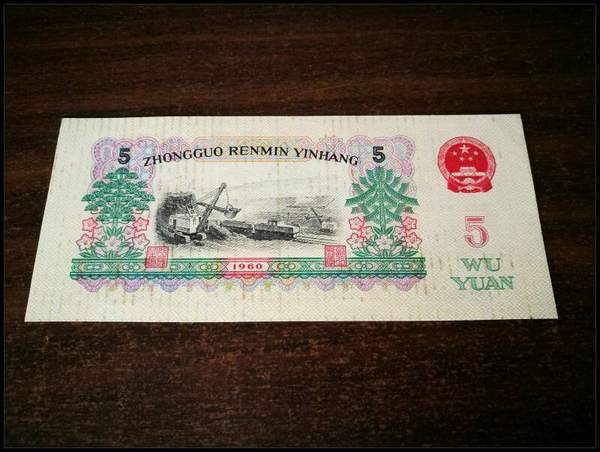 5 ZHONGGUO RENMIN YINHANG 5
1960
5
WU
YUAN